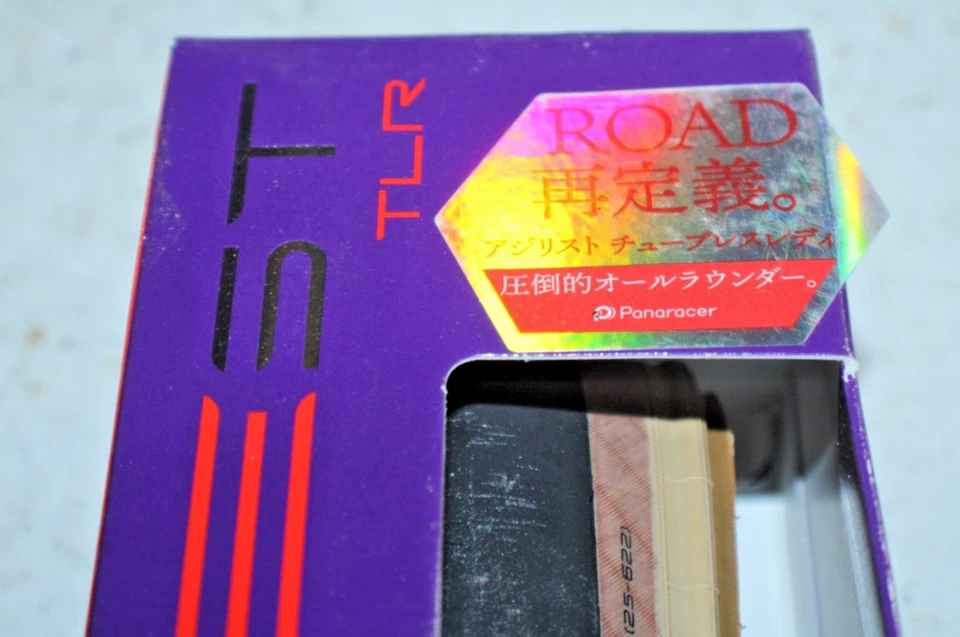 IST
TLR
ROAD
再定義。
アジリスト チューブレスレディ
圧倒的オールラウンダー。
Panaracer
(25-622)